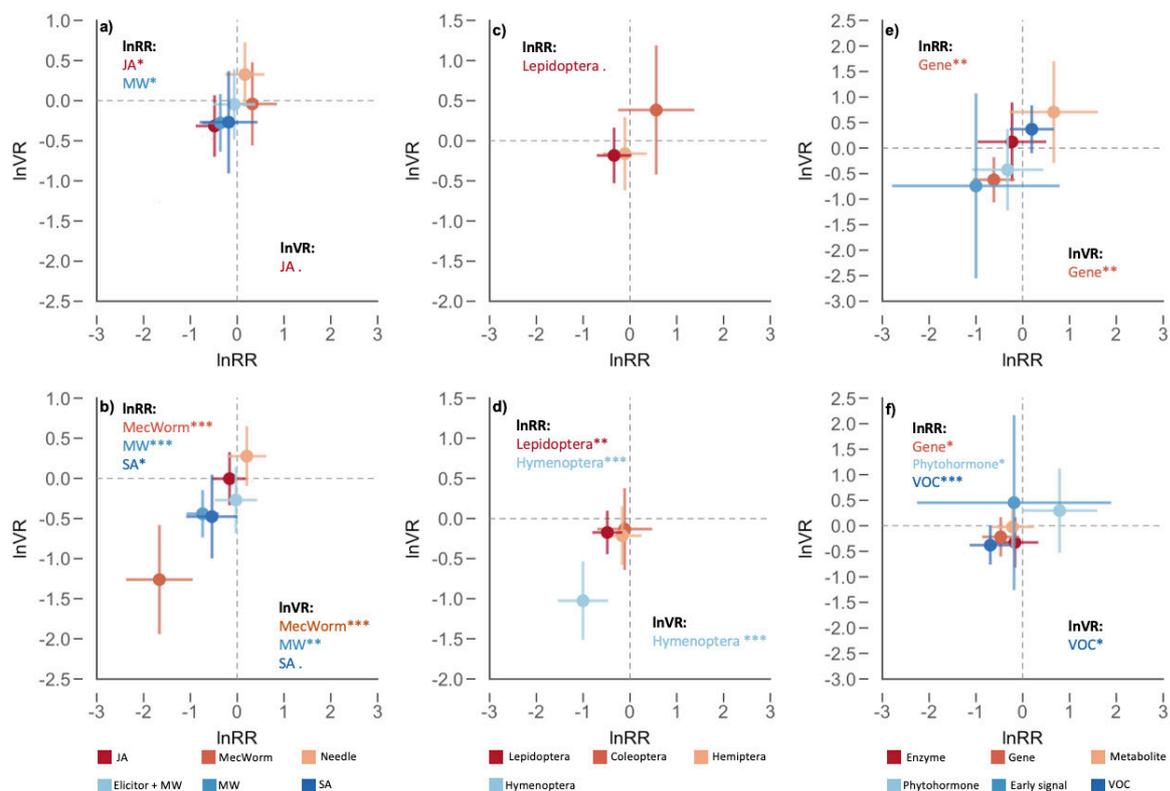 a)
lnRR:
JA*
MW*
lnVR:
JA .
1.0
0.5
0.0
-0.5
-1.0
-1.5
-2.0
-2.5
lnVR
-3 -2 -1 0 1 2 3
lnRR
c)
lnRR:
Lepidoptera .
1.5
1.0
0.5
0.0
-0.5
-1.0
-1.5
-2.0
lnVR
-3 -2 -1 0 1 2 3
lnRR
e)
lnRR:
Gene**
lnVR:
Gene**
2.5
2.0
1.5
1.0
0.5
0.0
-0.5
-1.0
-1.5
-2.0
-2.5
-3.0
lnVR
-3 -2 -1 0 1 2 3
lnRR
b)
lnRR:
MecWorm***
MW***
SA*
lnVR:
MecWorm***
MW**
SA .
1.0
0.5
0.0
-0.5
-1.0
-1.5
-2.0
-2.5
lnVR
-3 -2 -1 0 1 2 3
lnRR
d)
lnRR:
Lepidoptera**
Hymenoptera***
lnVR:
Hymenoptera ***
1.5
1.0
0.5
0.0
-0.5
-1.0
-1.5
-2.0
lnVR
-3 -2 -1 0 1 2 3
lnRR
f)
lnRR:
Gene*
Phytohormone*
VOC***
lnVR:
VOC*
2.5
2.0
1.5
1.0
0.5
0.0
-0.5
-1.0
-1.5
-2.0
-2.5
-3.0
lnVR
-3 -2 -1 0 1 2 3
lnRR
JA MecWorm Needle
Elicitor + MW MW SA
Lepidoptera Coleoptera Hemiptera
Hymenoptera
Enzyme Gene Metabolite
Phytohormone Early signal VOC